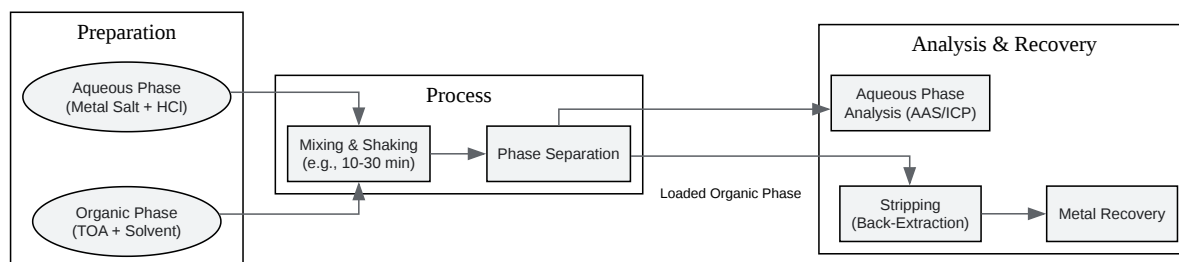 Preparation
Aqueous Phase
(Metal Salt + HCl)
Organic Phase
(TOA + Solvent)
Process
Mixing & Shaking
(e.g., 10-30 min)
Phase Separation
Loaded Organic Phase
Analysis & Recovery
Aqueous Phase
Analysis (AAS/ICP)
Stripping
(Back-Extraction)
Metal Recovery